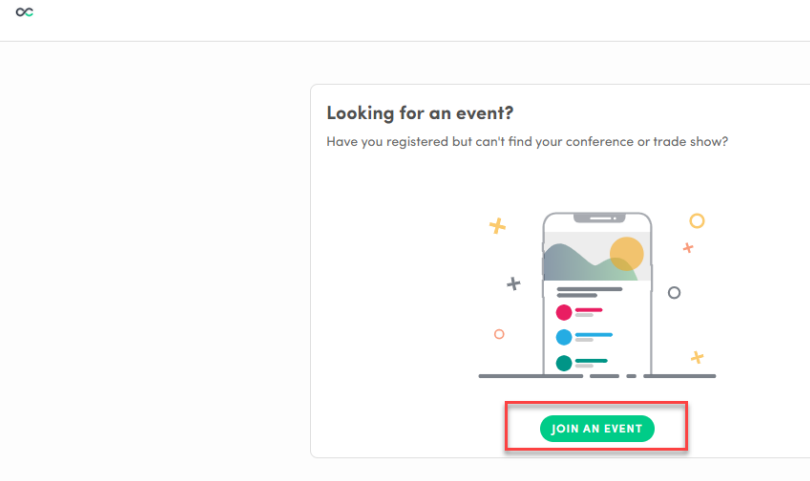 Looking for an event?
Have you registered but can't find your conference or trade show?
JOIN AN EVENT